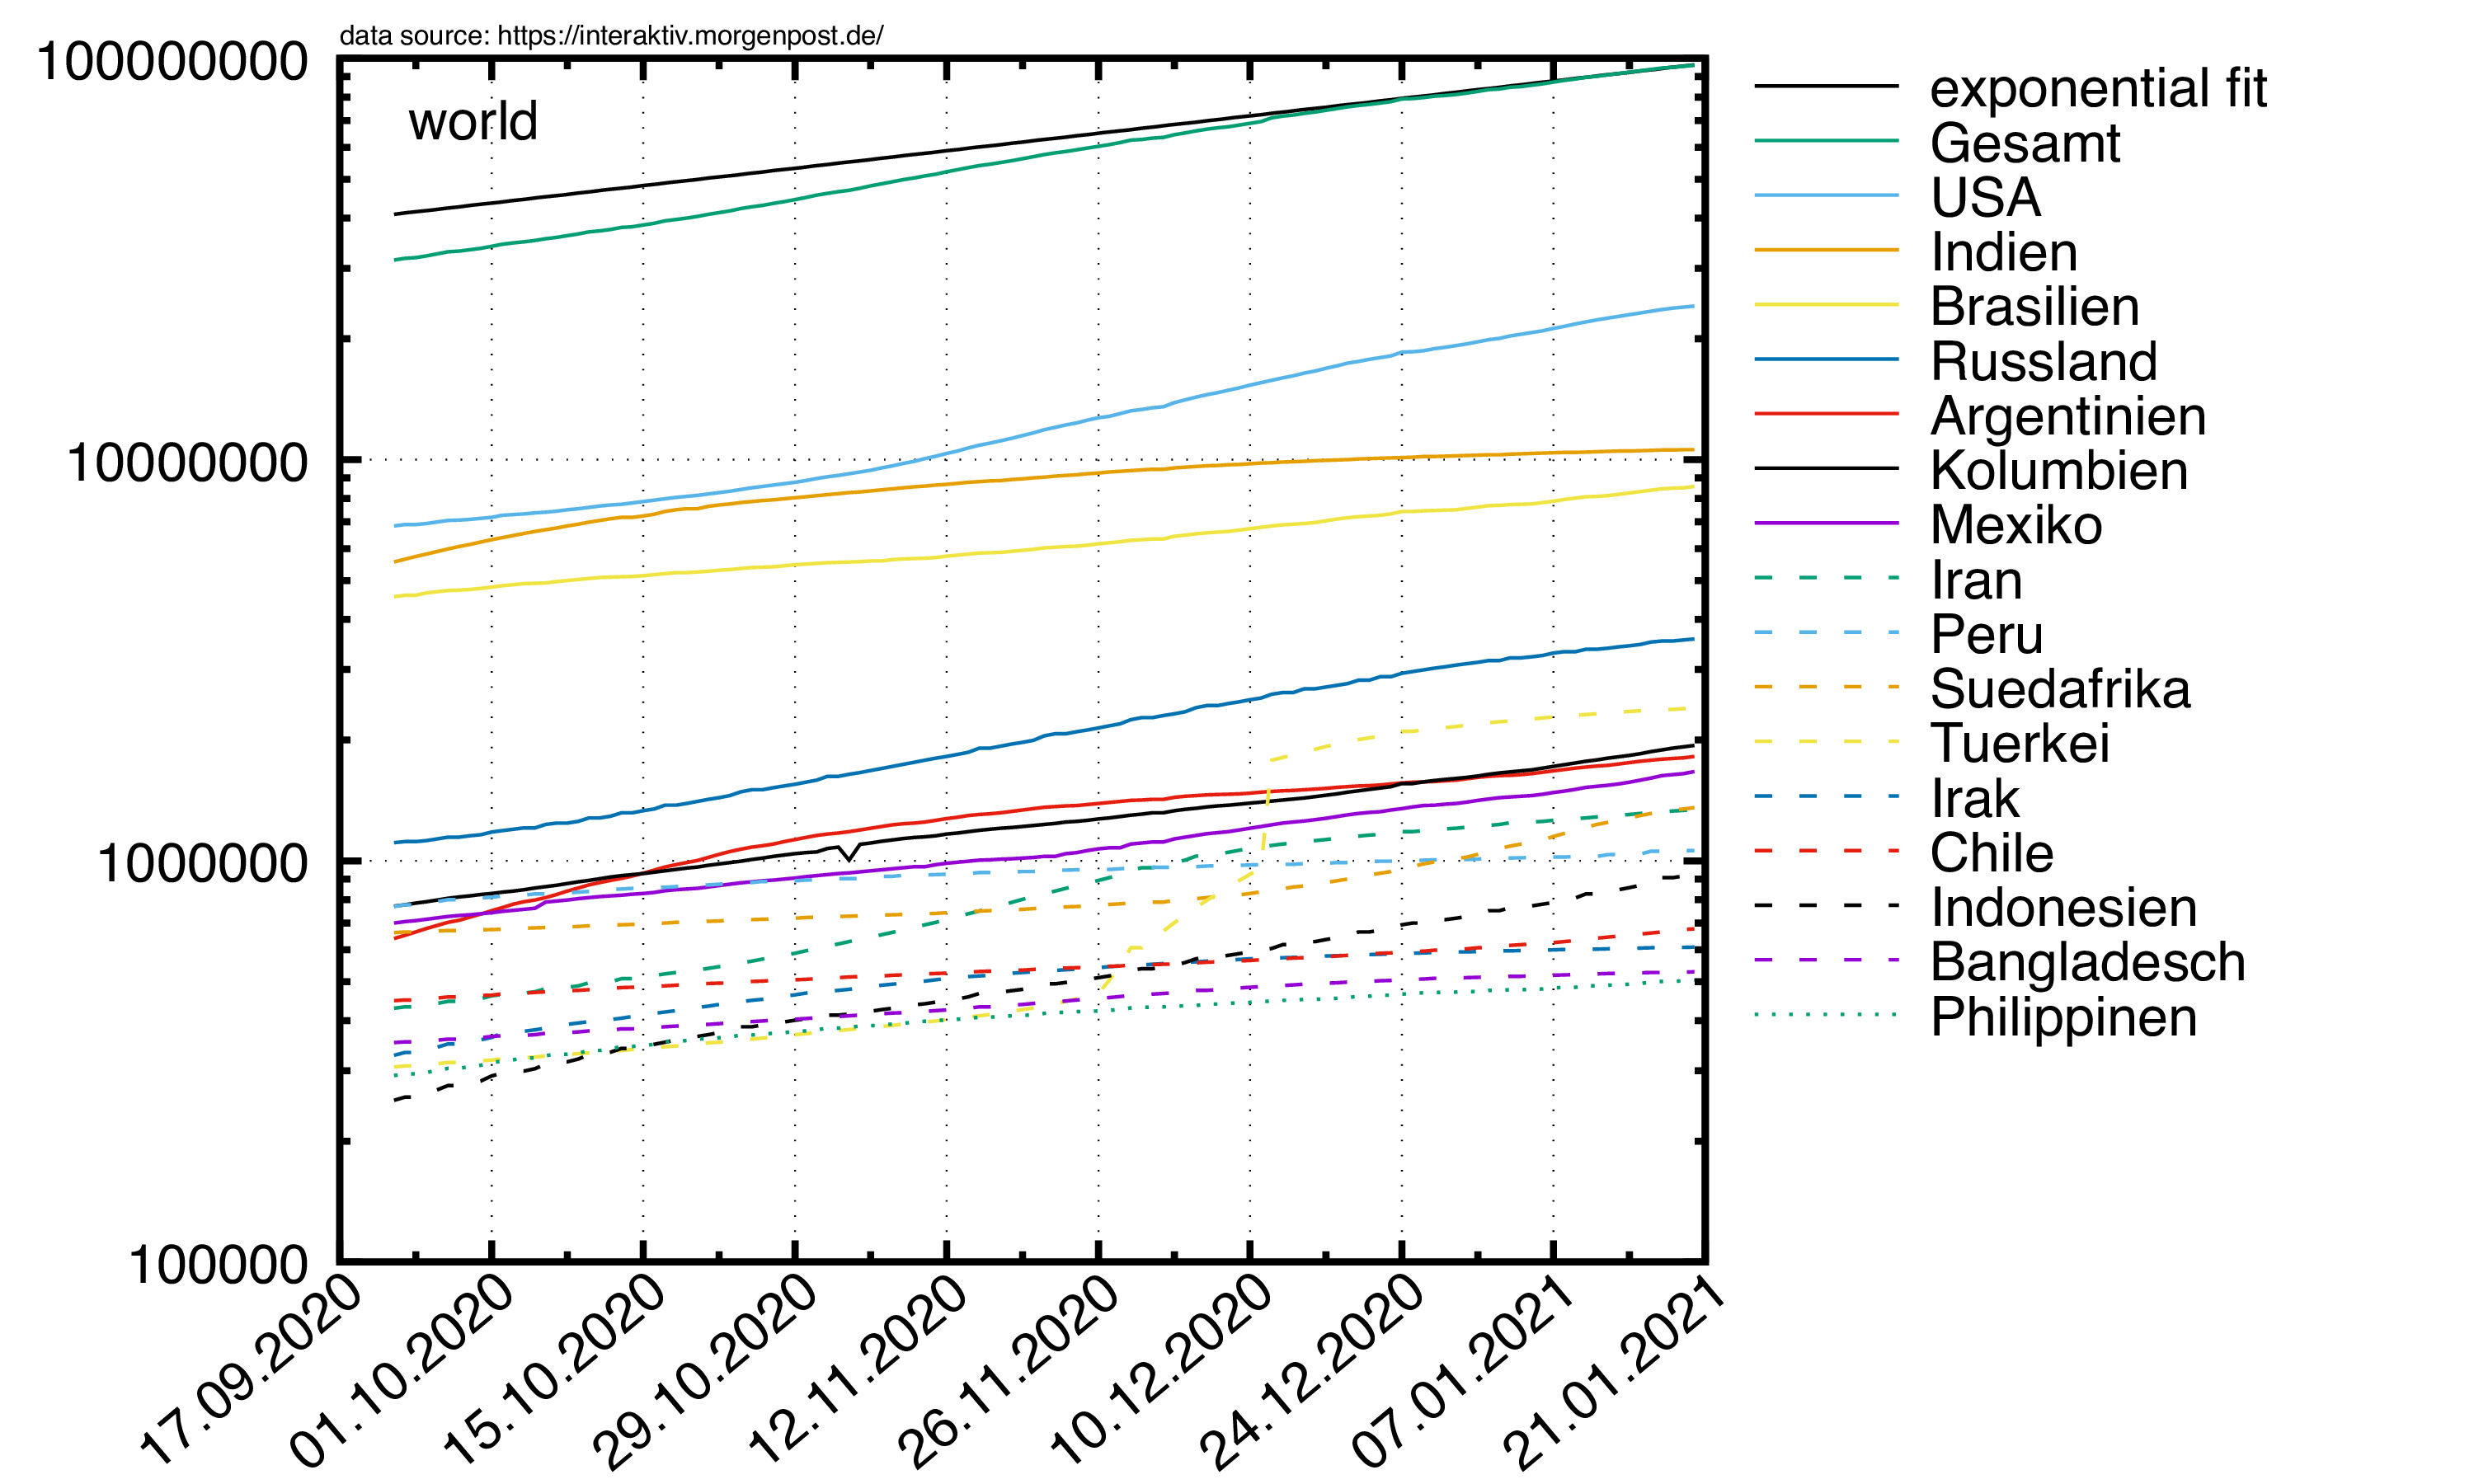 data source: https://interaktiv.morgenpost.de/
100000000
10000000
1000000
100000
world
exponential fit
Gesamt
USA
Indien
Brasilien
Russland
Argentinien
Kolumbien
Mexiko
Iran
Peru
Suedafrika
Tuerkei
Irak
Chile
Indonesien
Bangladesch
Philippinen
17.09.2020
01.10.2020
15.10.2020
29.10.2020
12.11.2020
26.11.2020
10.12.2020
24.12.2020
07.01.2021
21.01.2021